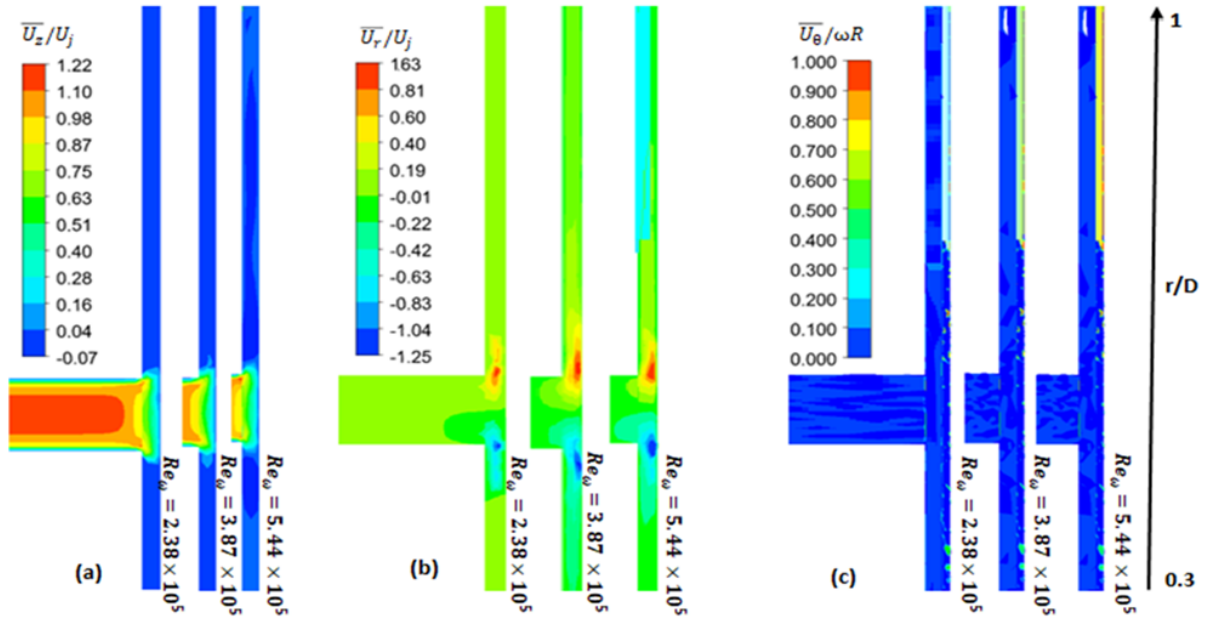 U̅z̅/Uj
1.22
1.10
0.98
0.87
0.75
0.63
0.51
0.40
0.28
0.16
0.04
-0.07
Reω = 2.38 × 10⁵
Reω = 3.87 × 10⁵
Reω = 5.44 × 10⁵
(a)
U̅r̅/Uj
163
0.81
0.60
0.40
0.19
-0.01
-0.22
-0.42
-0.63
-0.83
-1.04
-1.25
Reω = 2.38 × 10⁵
Reω = 3.87 × 10⁵
Reω = 5.44 × 10⁵
(b)
U̅θ̅/ωR
1.000
0.900
0.800
0.700
0.600
0.500
0.400
0.300
0.200
0.100
0.000
Reω = 2.38 × 10⁵
Reω = 3.87 × 10⁵
Reω = 5.44 × 10⁵
(c)
1
r/D
0.3